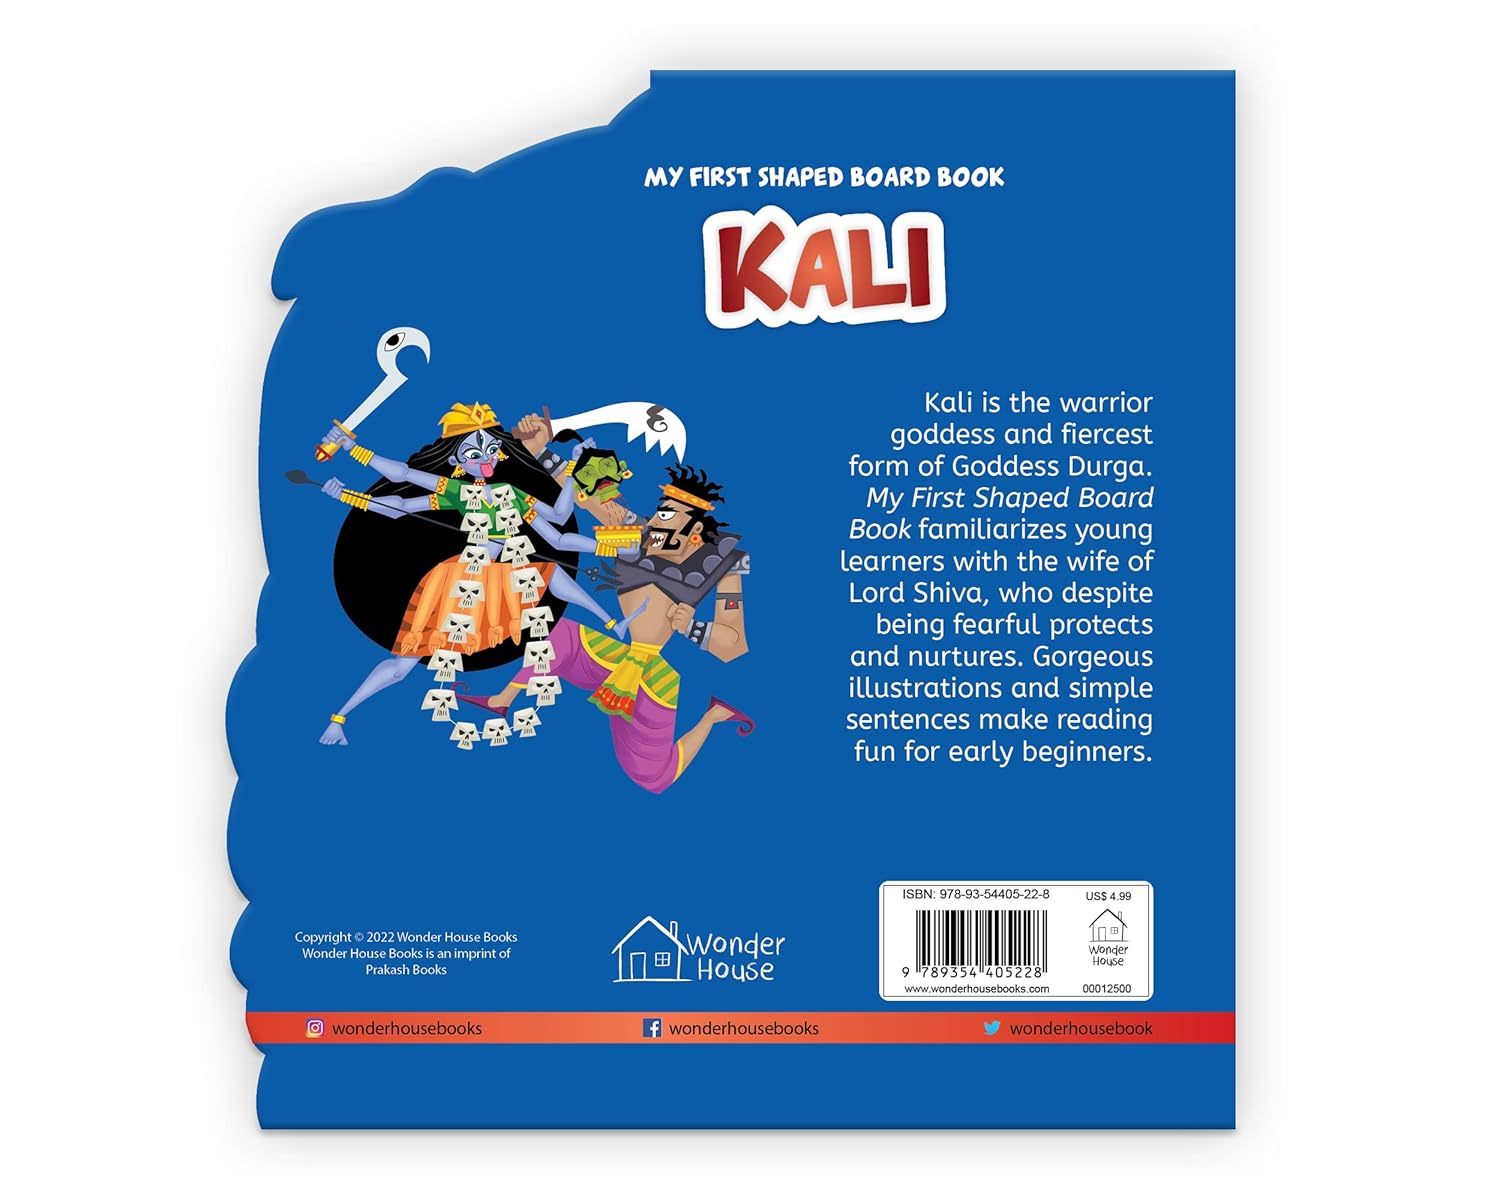 MY FIRST SHAPED BOARD BOOK
KALI
Kali is the warrior
goddess and fiercest
form of Goddess Durga.
My First Shaped Board
Book familiarizes young
learners with the wife of
Lord Shiva, who despite
being fearful protects
and nurtures. Gorgeous
illustrations and simple
sentences make reading
fun for early beginners.
Copyright © 2022 Wonder House Books
Wonder House Books is an imprint of
Prakash Books
Wonder
House
ISBN: 978-93-54405-22-8
US$ 4.99
Wonder
House
9 789354 405228
www.wonderhousebooks.com
00012500
wonderhousebooks
wonderhousebooks
wonderhousebook